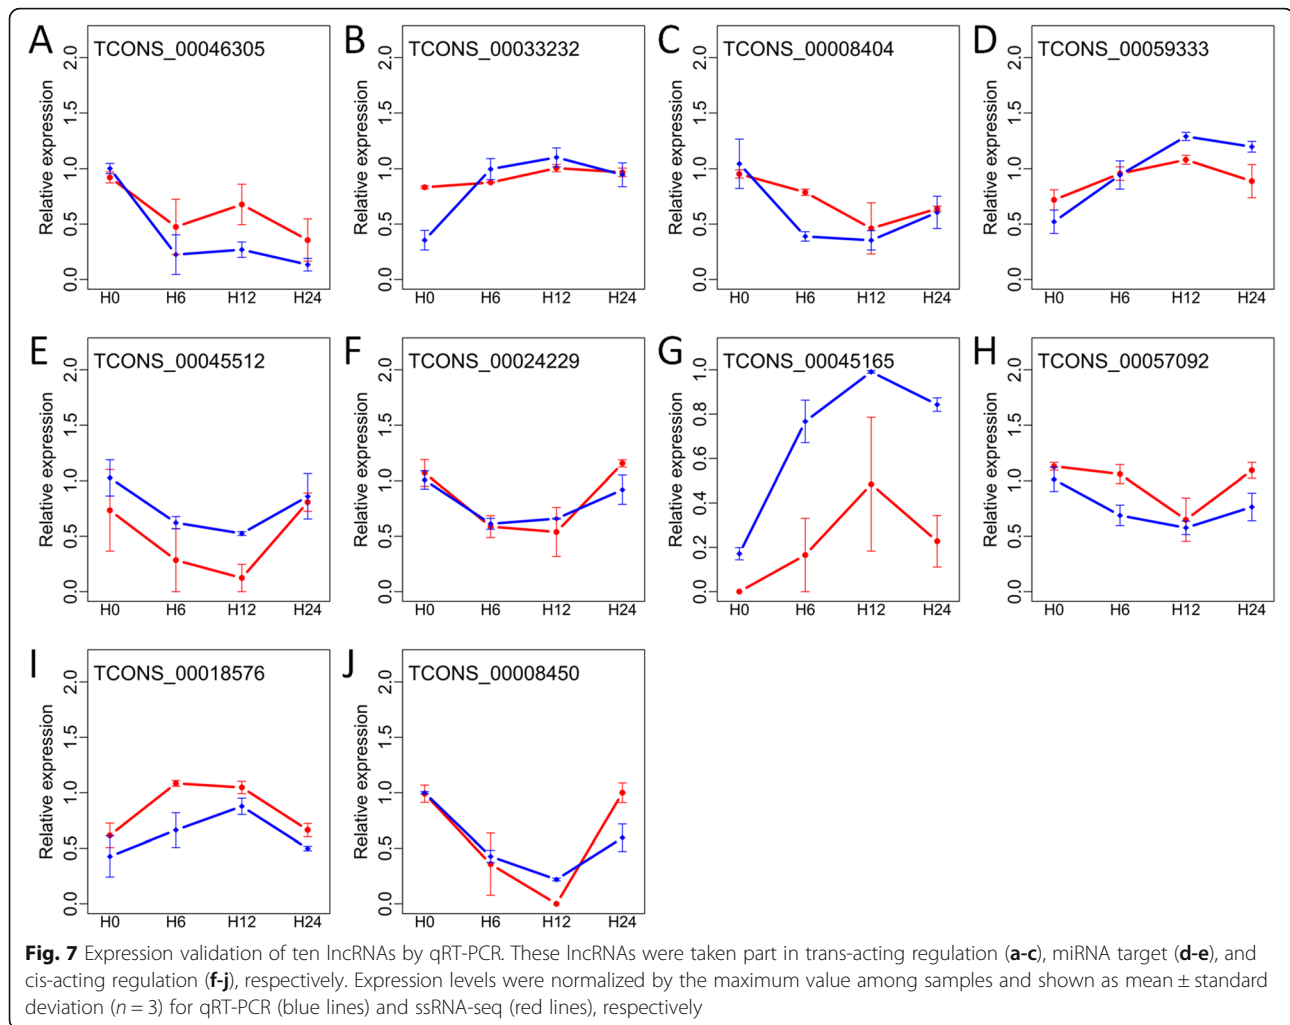 A TCONS_00046305
Relative expression
0.0 0.5 1.0 1.5 2.0
H0 H6 H12 H24
B TCONS_00033232
Relative expression
0.0 0.5 1.0 1.5 2.0
H0 H6 H12 H24
C TCONS_00008404
Relative expression
0.0 0.5 1.0 1.5 2.0
H0 H6 H12 H24
D TCONS_00059333
Relative expression
0.0 0.5 1.0 1.5 2.0
H0 H6 H12 H24
E TCONS_00045512
Relative expression
0.0 0.5 1.0 1.5 2.0
H0 H6 H12 H24
F TCONS_00024229
Relative expression
0.0 0.5 1.0 1.5 2.0
H0 H6 H12 H24
G TCONS_00045165
Relative expression
0.0 0.2 0.4 0.6 0.8 1.0
H0 H6 H12 H24
H TCONS_00057092
Relative expression
0.0 0.5 1.0 1.5 2.0
H0 H6 H12 H24
I TCONS_00018576
Relative expression
0.0 0.5 1.0 1.5 2.0
H0 H6 H12 H24
J TCONS_00008450
Relative expression
0.0 0.5 1.0 1.5 2.0
H0 H6 H12 H24
Fig. 7 Expression validation of ten lncRNAs by qRT-PCR. These lncRNAs were taken part in trans-acting regulation (a-c), miRNA target (d-e), and
cis-acting regulation (f-j), respectively. Expression levels were normalized by the maximum value among samples and shown as mean ± standard
deviation (n = 3) for qRT-PCR (blue lines) and ssRNA-seq (red lines), respectively